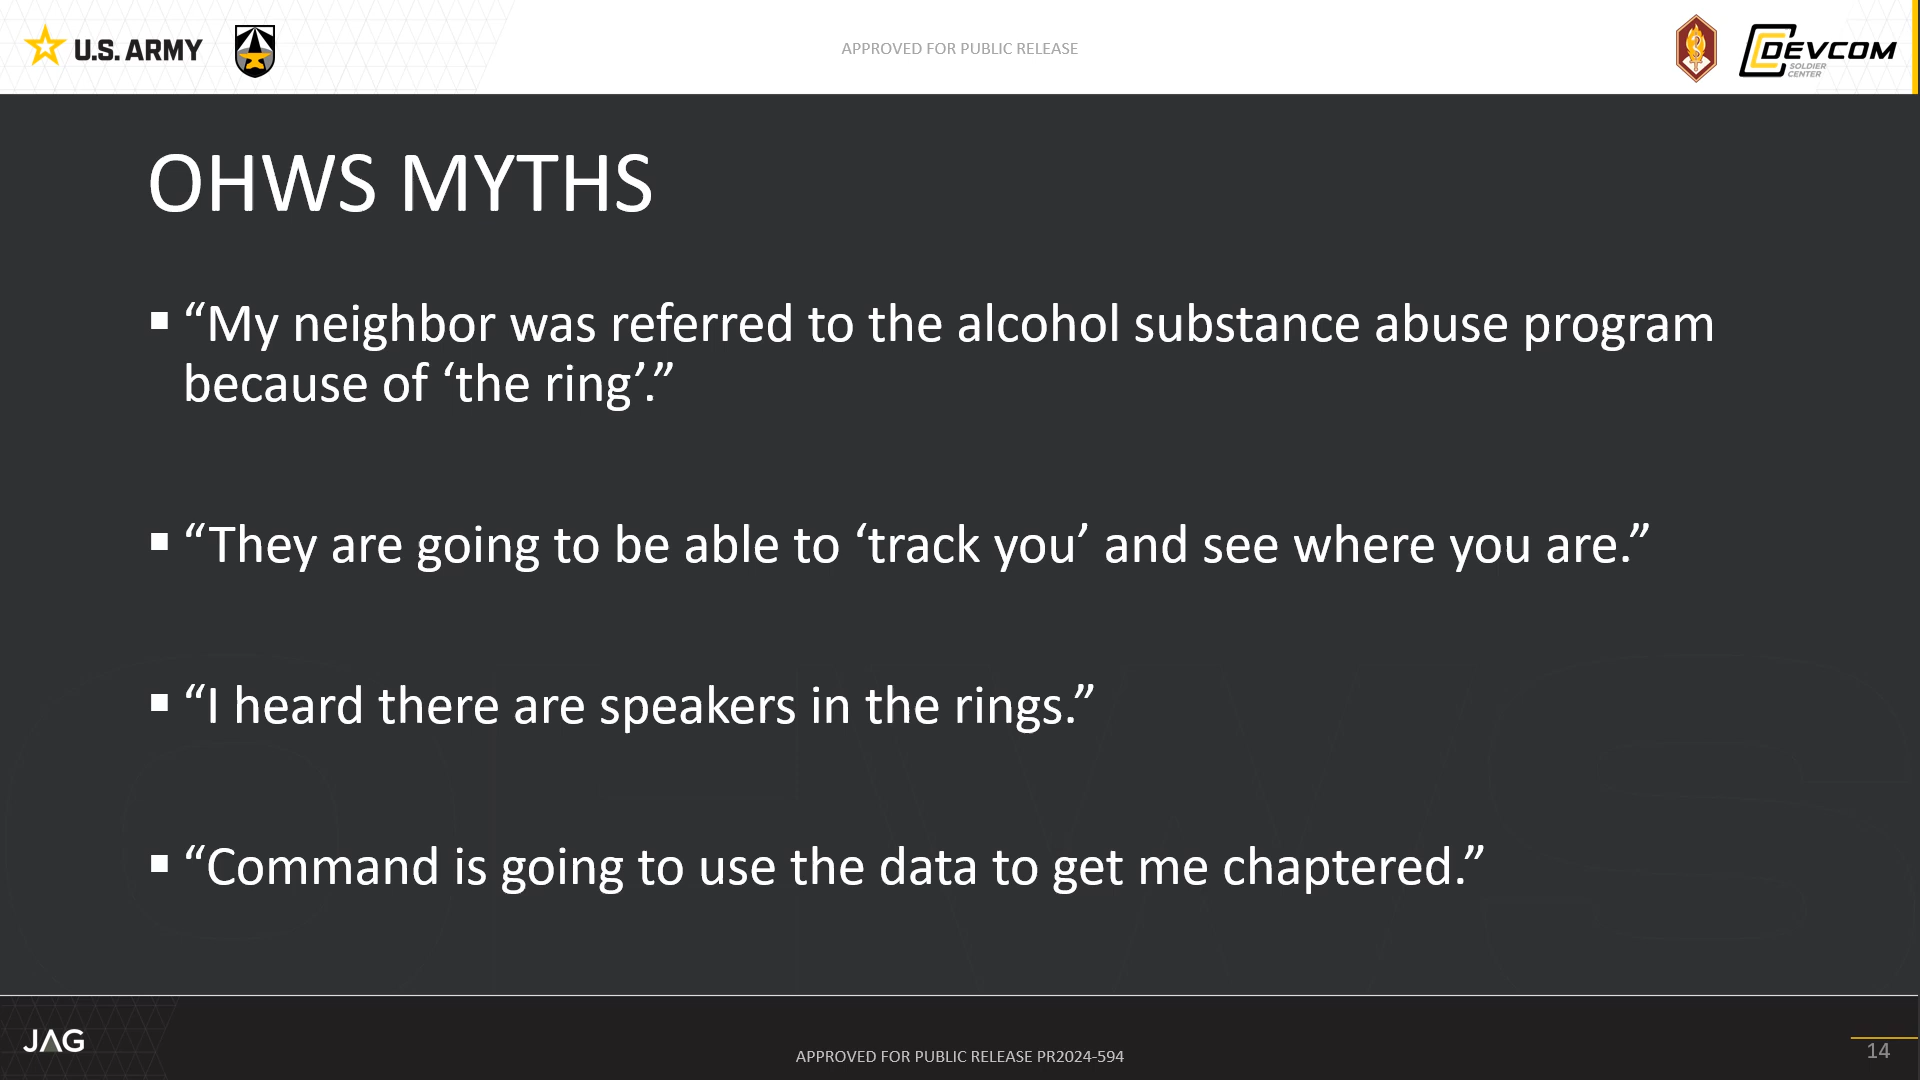 U.S. ARMY
APPROVED FOR PUBLIC RELEASE
DEVCOM
SOLDIER
CENTER
OHWS MYTHS
▪ “My neighbor was referred to the alcohol substance abuse program
because of ‘the ring’.”
▪ “They are going to be able to ‘track you’ and see where you are.”
▪ “I heard there are speakers in the rings.”
▪ “Command is going to use the data to get me chaptered.”
JAG
APPROVED FOR PUBLIC RELEASE PR2024-594
14